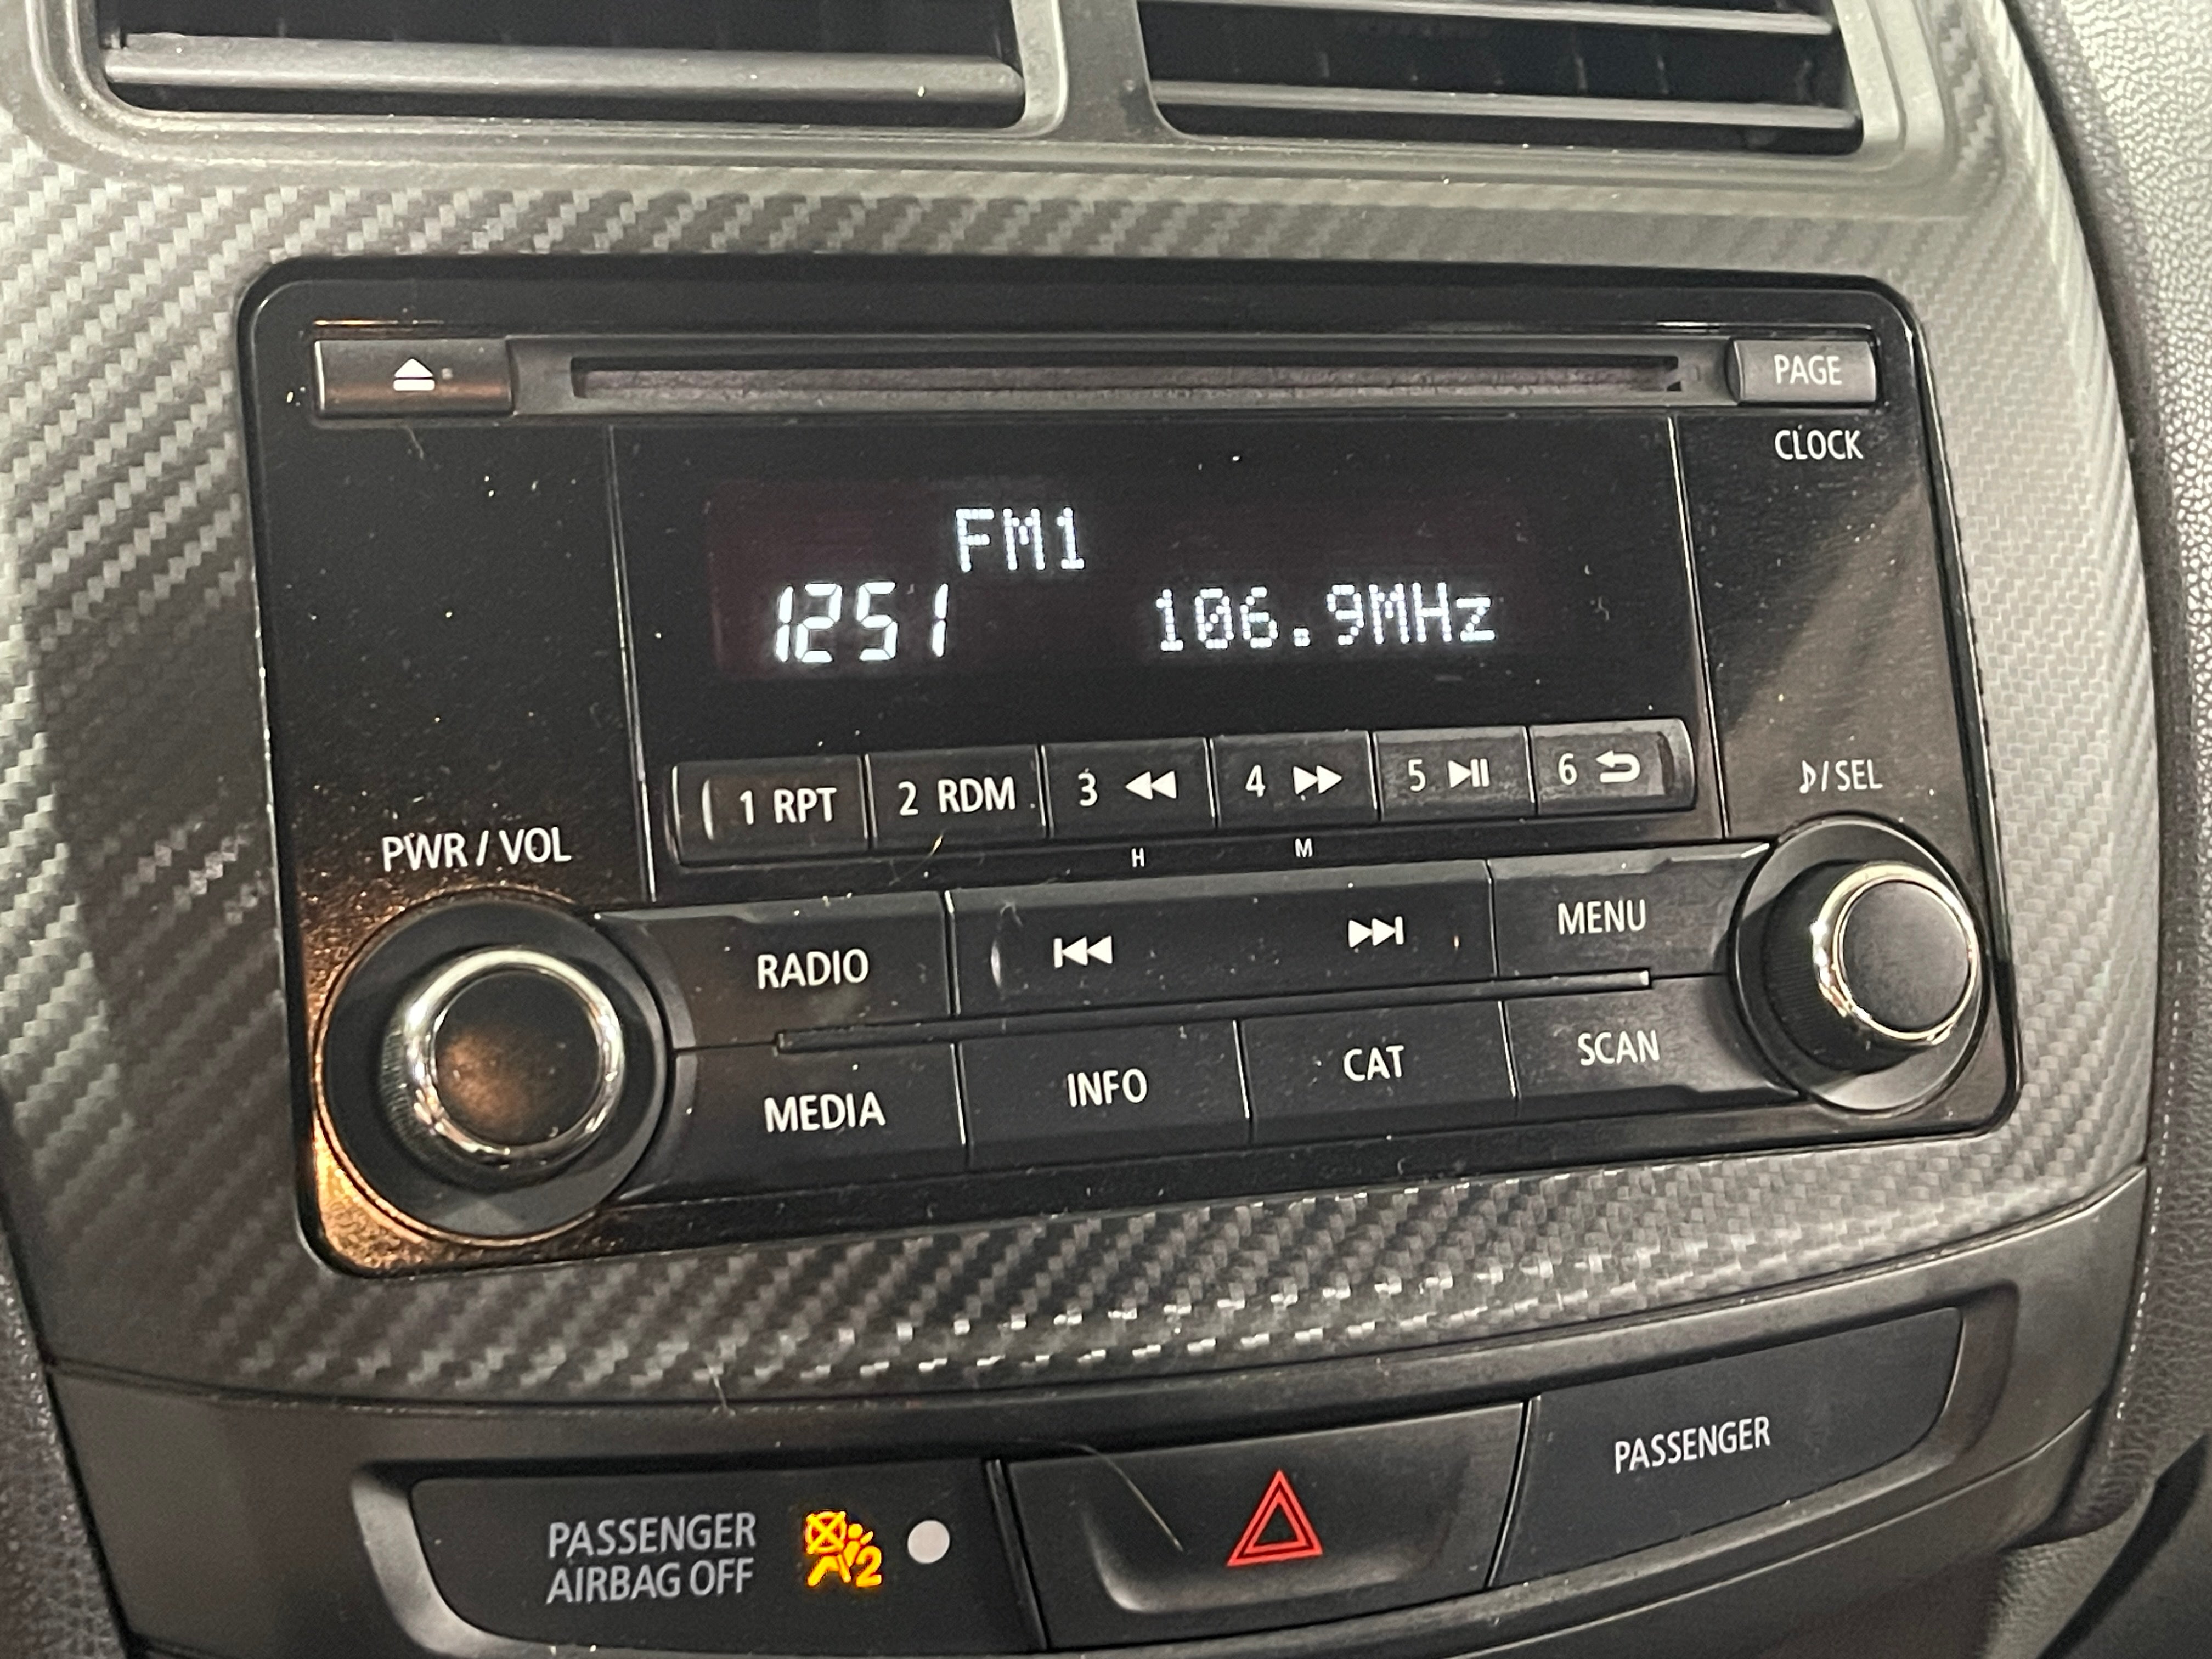 PAGE
CLOCK
FM1
1251 106.9MHz
1 RPT 2 RDM 3 4 5 6
H M
PWR / VOL
/ SEL
RADIO MENU
MEDIA INFO CAT SCAN
PASSENGER
AIRBAG OFF
2
PASSENGER